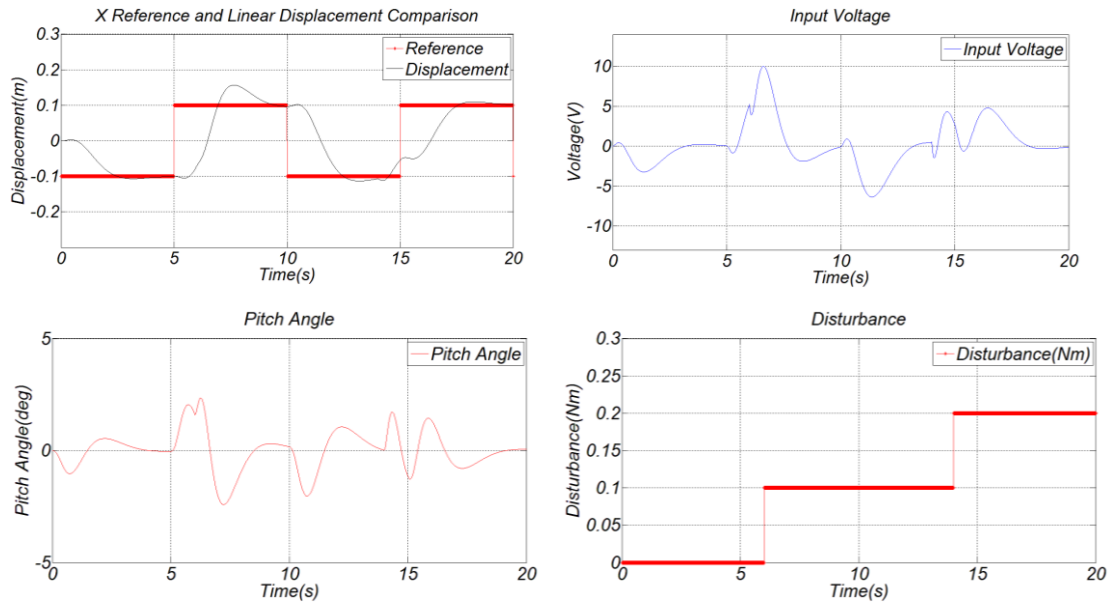 X Reference and Linear Displacement Comparison
Displacement(m)
0.3
0.2
0.1
0
-0.1
-0.2
Reference
Displacement
0 5 10 15 20
Time(s)
Input Voltage
Voltage(V)
10
5
0
-5
-10
Input Voltage
0 5 10 15 20
Time(s)
Pitch Angle
Pitch Angle(deg)
5
0
-5
Pitch Angle
0 5 10 15 20
Time(s)
Disturbance
Disturbance(Nm)
0.3
0.25
0.2
0.15
0.1
0.05
0
Disturbance(Nm)
0 5 10 15 20
Time(s)